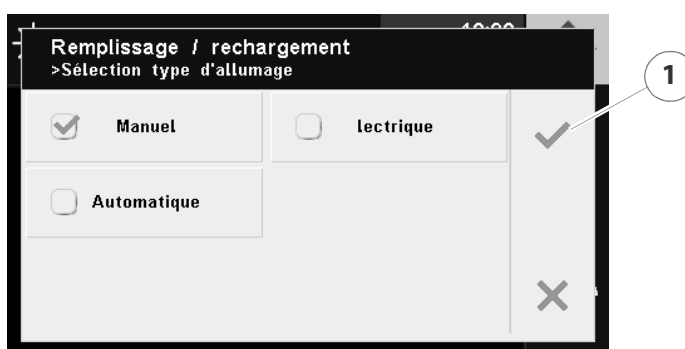 Remplissage / rechargement
>Sélection type d'allumage
Manuel
lectrique
Automatique
1